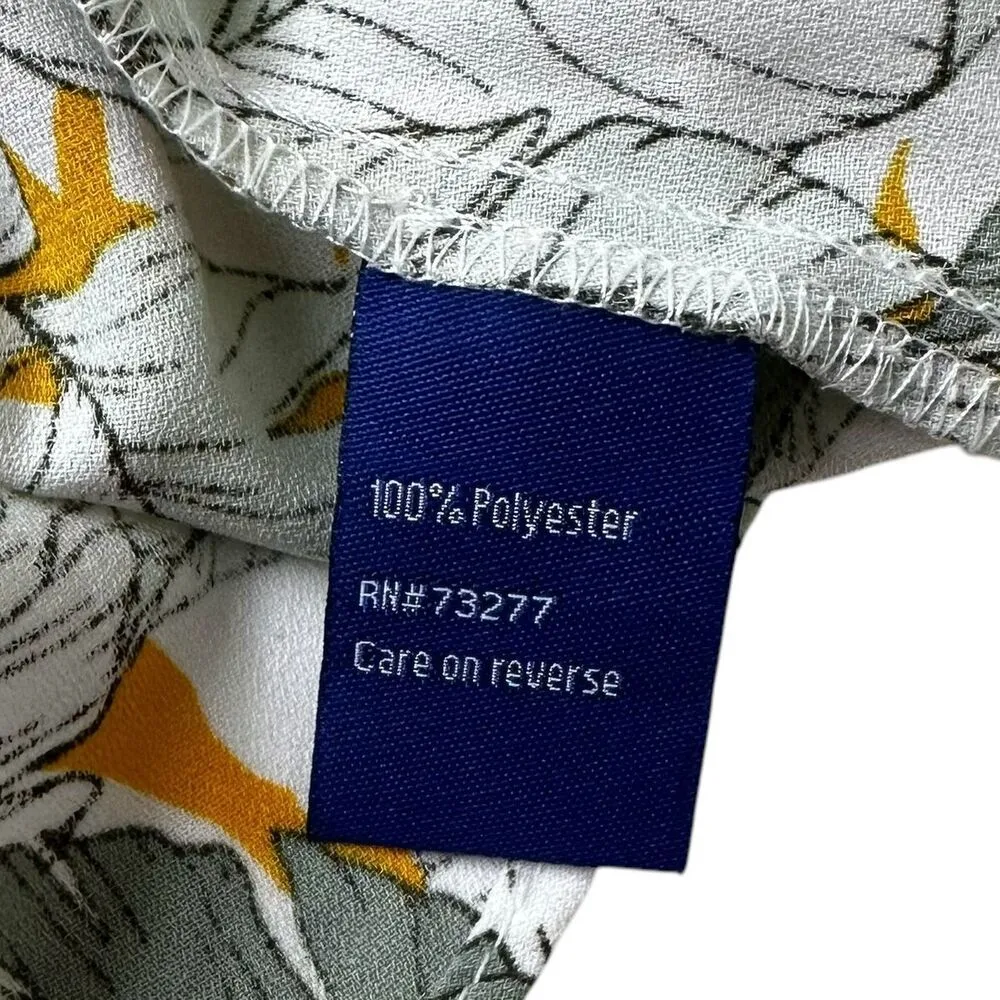 100% Polyester
RN# 73277
Care on reverse